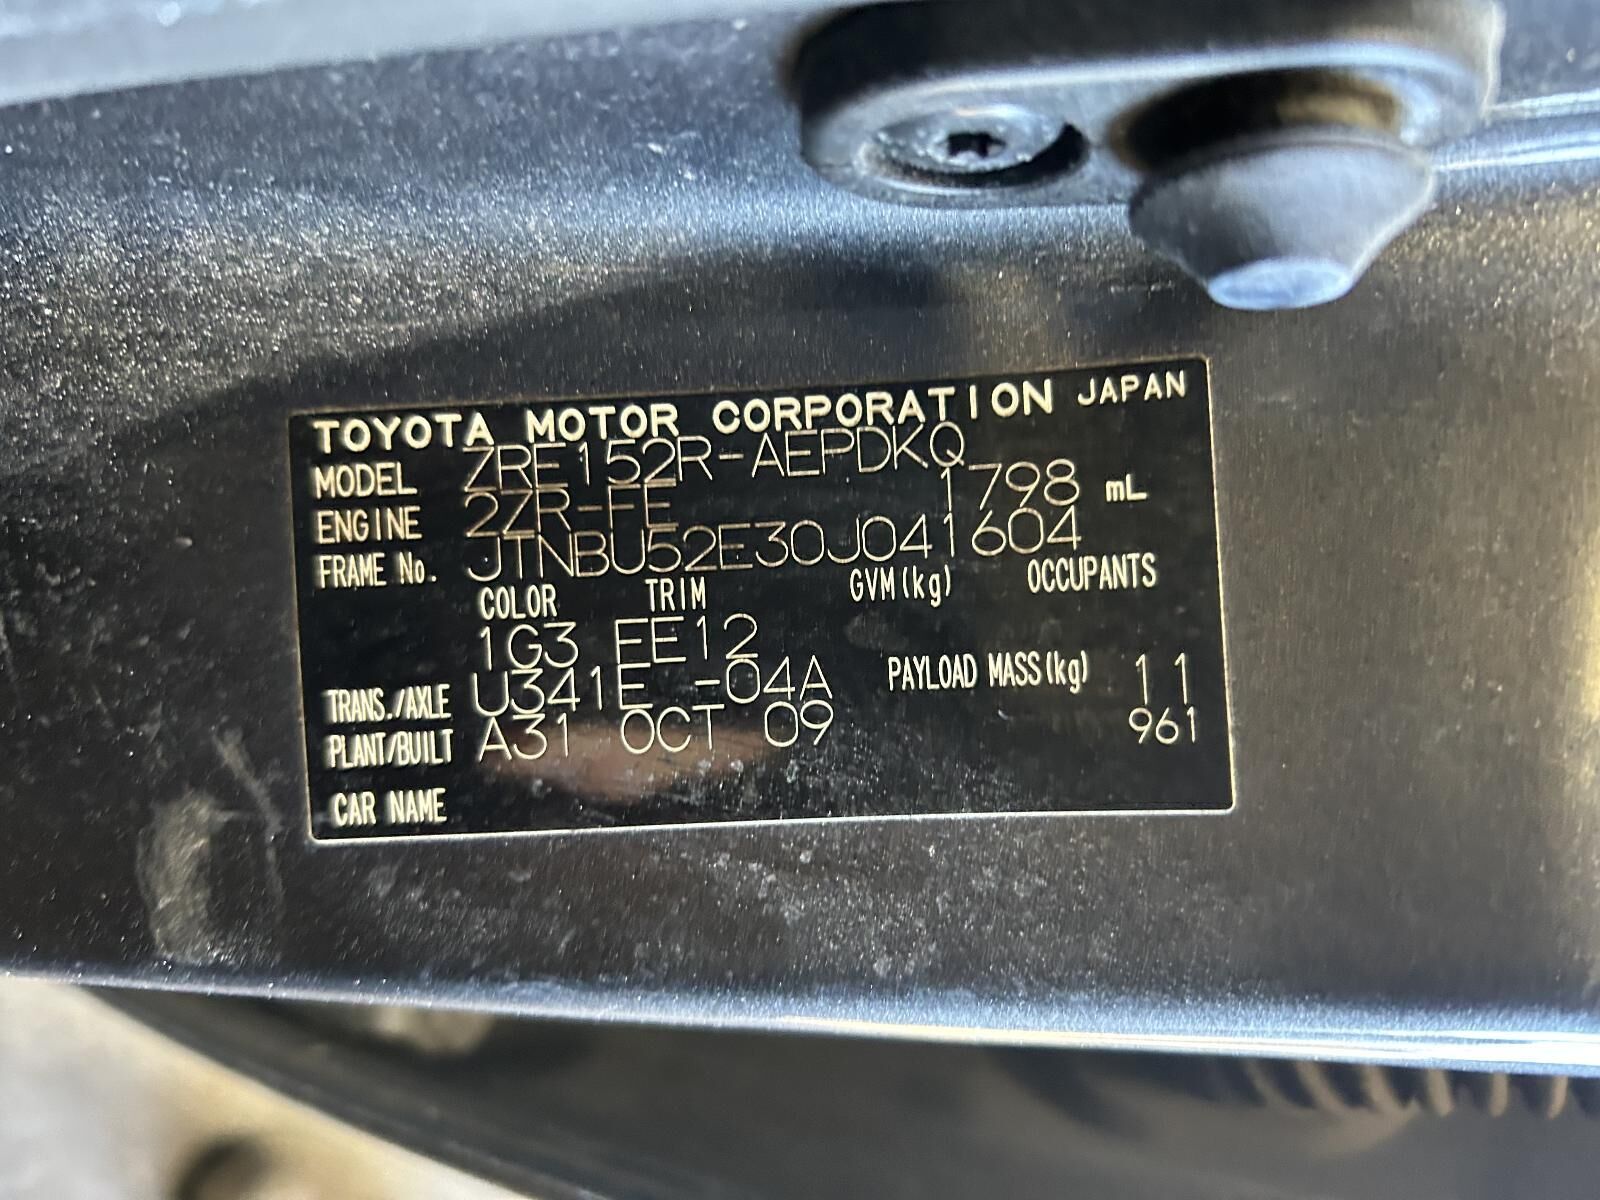 TOYOTA MOTOR CORPORATION JAPAN
MODEL ZRE152R-AEPDKQ
ENGINE 2ZR-FE 1798 mL
FRAME No. JTNBU52E30J041604
COLOR TRIM GVM(kg) OCCUPANTS
1G3 EE12
TRANS./AXLE U341E -04A PAYLOAD MASS(kg) 11
PLANT/BUILT A31 OCT 09 961
CAR NAME